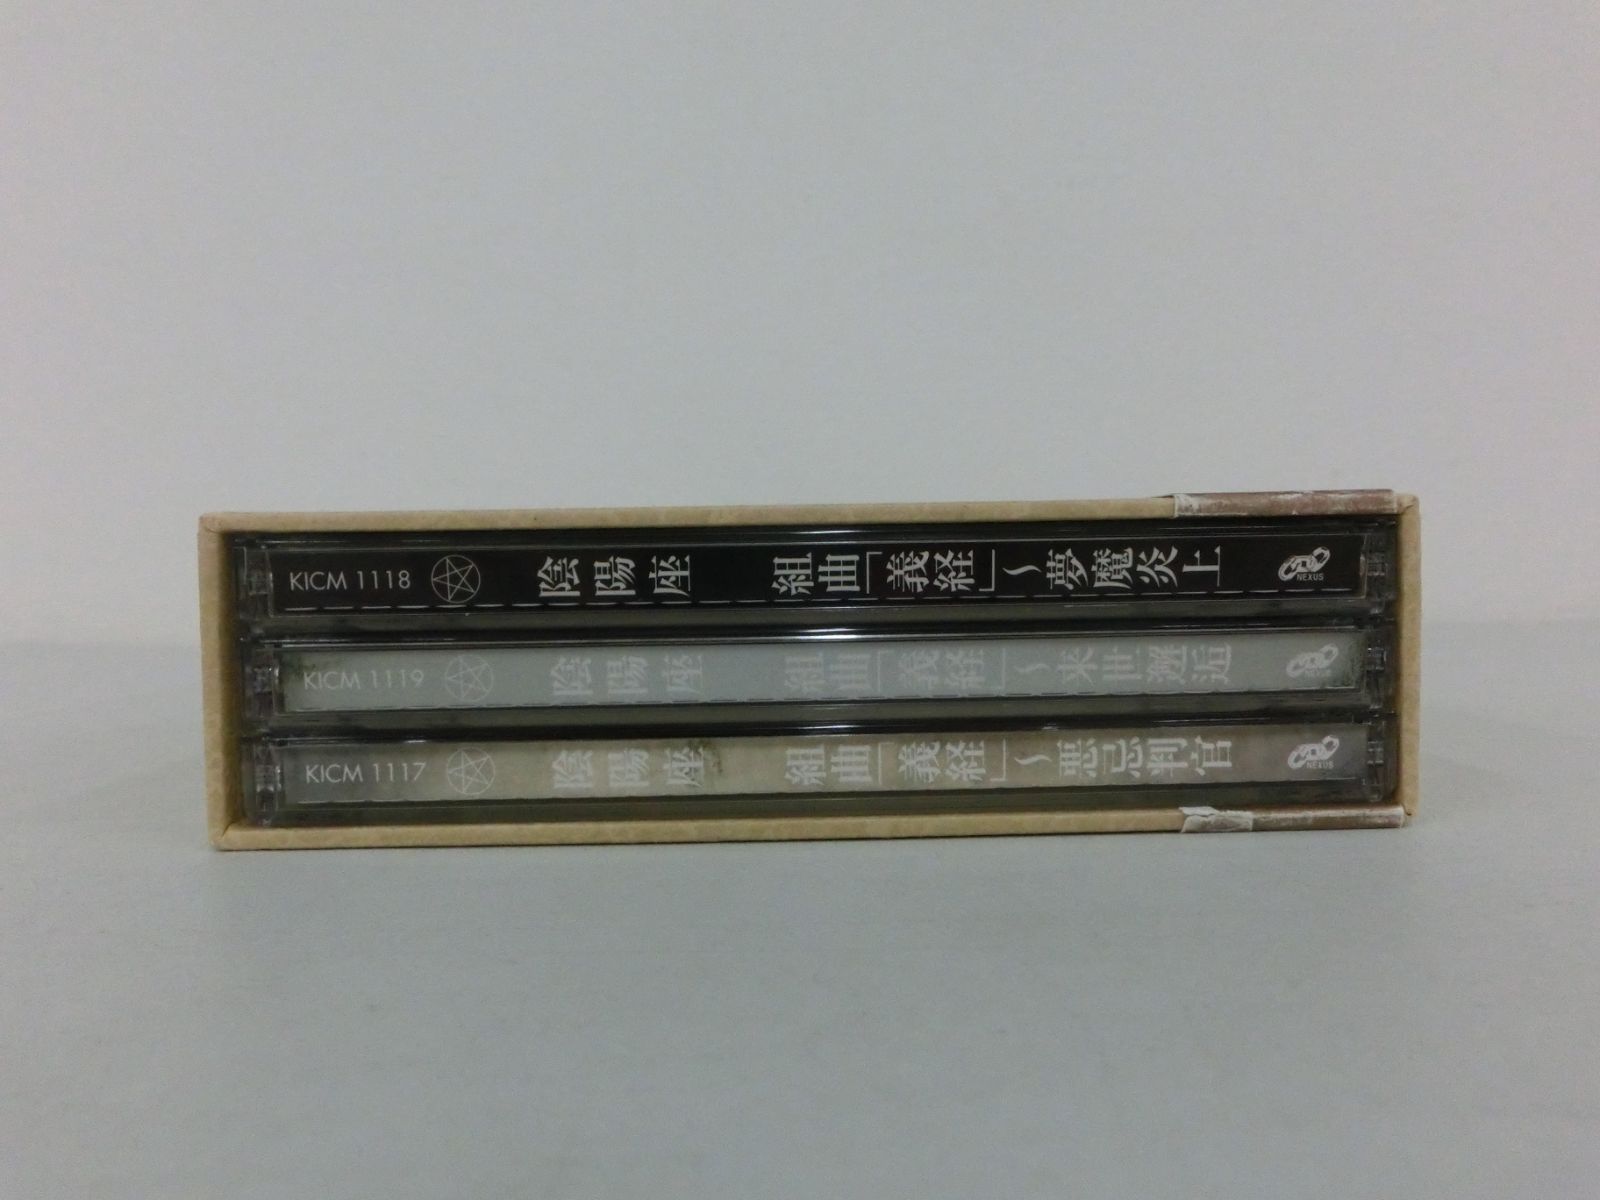 KICM 1118 陰陽座 組曲「義経」～夢魔炎上 NEXUS
KICM 1119 陰陽座 組曲「義経」～来世邂逅 NEXUS
KICM 1117 陰陽座 組曲「義経」～悪忌判官 NEXUS